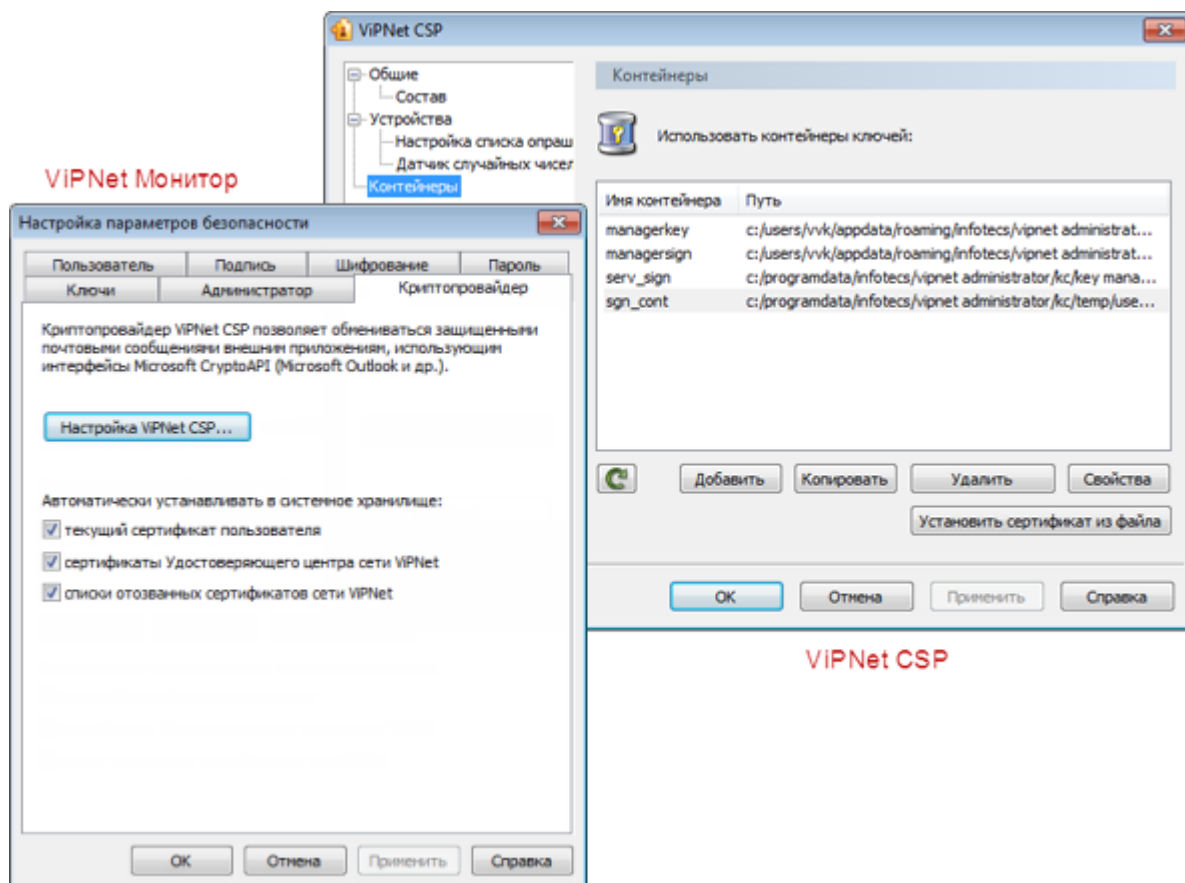 ViPNet CSP
Общие
Состав
Устройства
Настройка списка опраш
Датчик случайных чисел
Контейнеры
Контейнеры
Использовать контейнеры ключей:
Имя контейнера Путь
managerkey c:/users/vvk/appdata/roaming/infotecs/vipnet administrat...
managersign c:/users/vvk/appdata/roaming/infotecs/vipnet administrat...
serv_sign c:/programdata/infotecs/vipnet administrator/kc/key mana...
sgn_cont c:/programdata/infotecs/vipnet administrator/kc/temp/use...
Добавить Копировать Удалить Свойства
Установить сертификат из файла
ОК Отмена Применить Справка
ViPNet CSP
ViPNet Монитор
Настройка параметров безопасности
Пользователь Подпись Шифрование Пароль
Ключи Администратор Криптопровайдер
Криптопровайдер ViPNet CSP позволяет обмениваться защищенными
почтовыми сообщениями внешним приложениям, использующим
интерфейсы Microsoft CryptoAPI (Microsoft Outlook и др.).
Настройка ViPNet CSP...
Автоматически устанавливать в системное хранилище:
текущий сертификат пользователя
сертификаты Удостоверяющего центра сети ViPNet
списки отозванных сертификатов сети ViPNet
ОК Отмена Применить Справка